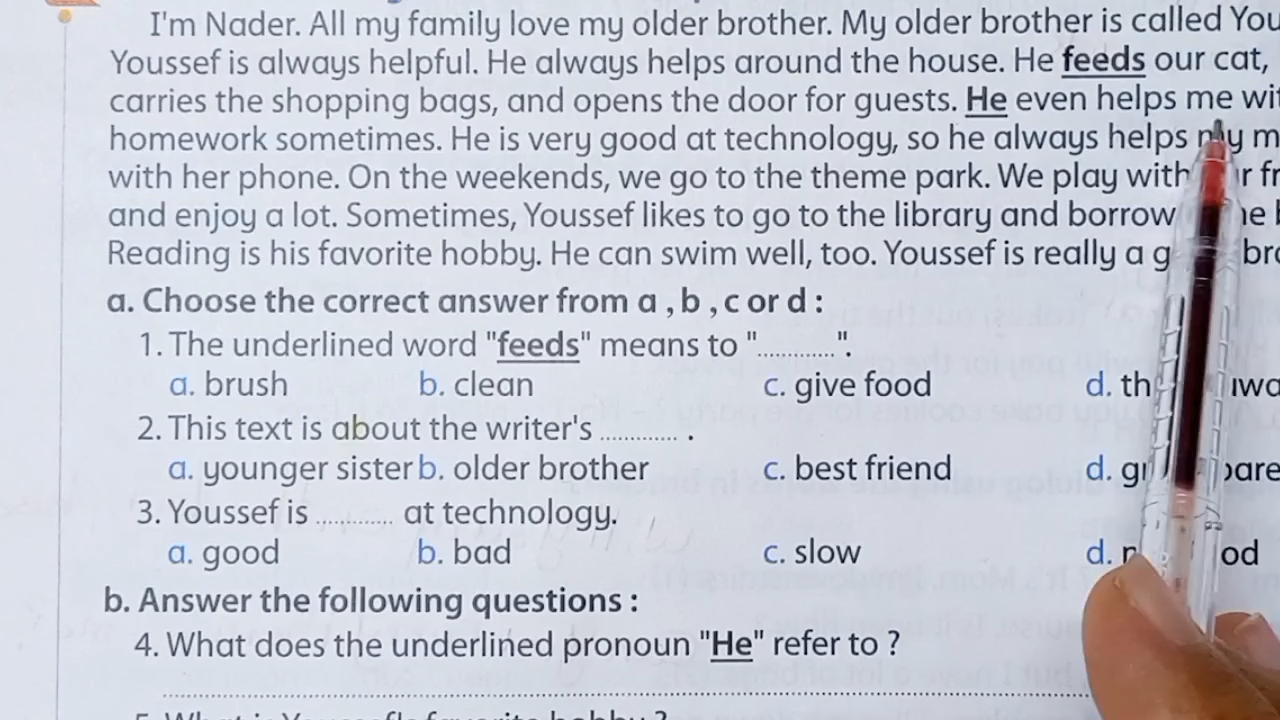 I'm Nader. All my family love my older brother. My older brother is called
Youssef is always helpful. He always helps around the house. He feeds our cat,
carries the shopping bags, and opens the door for guests. He even helps me
homework sometimes. He is very good at technology, so he always helps my
with her phone. On the weekends, we go to the theme park. We play with
and enjoy a lot. Sometimes, Youssef likes to go to the library and borrow
Reading is his favorite hobby. He can swim well, too. Youssef is really a
a. Choose the correct answer from a , b , c or d :
1. The underlined word "feeds" means to "............".
a. brush b. clean c. give food d.
2. This text is about the writer's ............. .
a. younger sister b. older brother c. best friend d.
3. Youssef is ............. at technology.
a. good b. bad c. slow d.
b. Answer the following questions :
4. What does the underlined pronoun "He" refer to ?
5. What is Youssef's favorite hobby ?